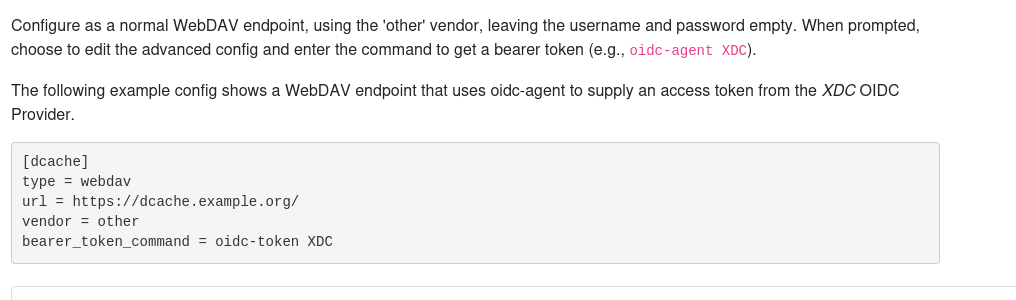 Configure as a normal WebDAV endpoint, using the 'other' vendor, leaving the username and password empty. When prompted,
choose to edit the advanced config and enter the command to get a bearer token (e.g., oidc-agent XDC).
The following example config shows a WebDAV endpoint that uses oidc-agent to supply an access token from the XDC OIDC
Provider.
[dcache]
type = webdav
url = https://dcache.example.org/
vendor = other
bearer_token_command = oidc-token XDC